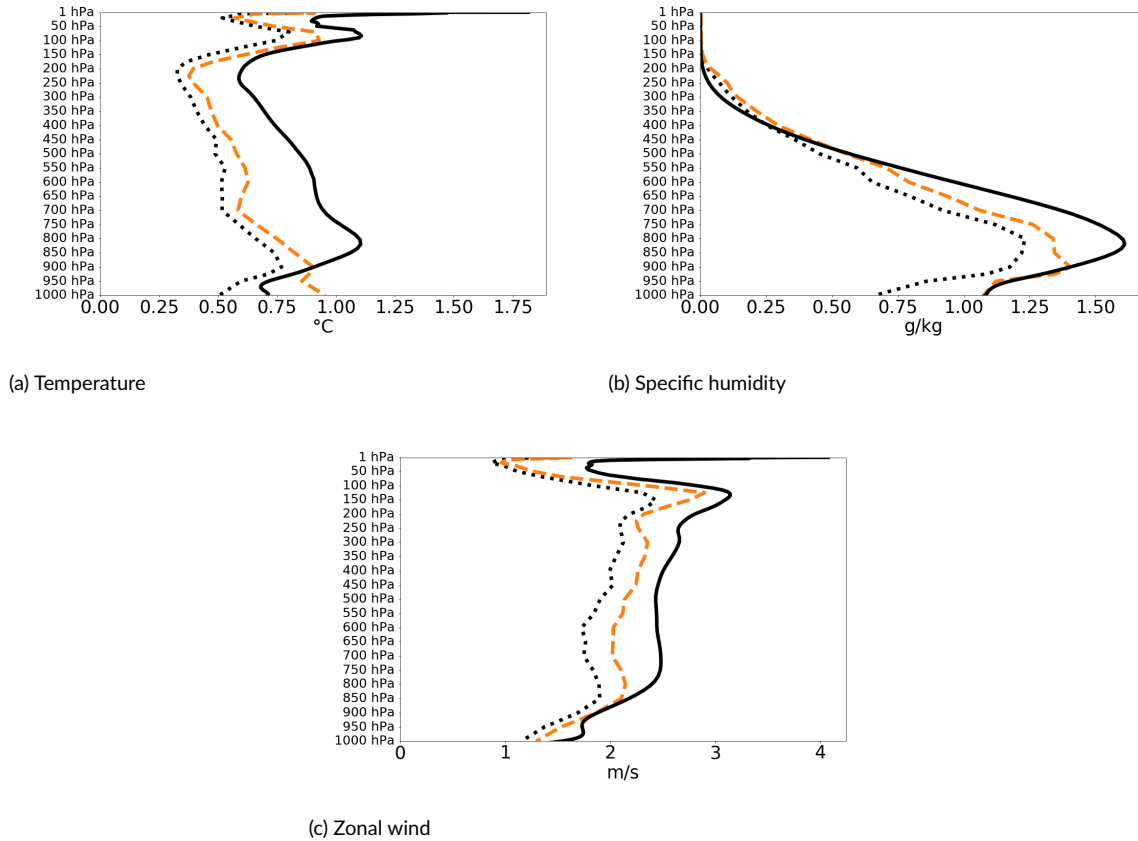 1 hPa
50 hPa
100 hPa
150 hPa
200 hPa
250 hPa
300 hPa
350 hPa
400 hPa
450 hPa
500 hPa
550 hPa
600 hPa
650 hPa
700 hPa
750 hPa
800 hPa
850 hPa
900 hPa
950 hPa
1000 hPa
0.00 0.25 0.50 0.75 1.00 1.25 1.50 1.75
°C
(a) Temperature
1 hPa
50 hPa
100 hPa
150 hPa
200 hPa
250 hPa
300 hPa
350 hPa
400 hPa
450 hPa
500 hPa
550 hPa
600 hPa
650 hPa
700 hPa
750 hPa
800 hPa
850 hPa
900 hPa
950 hPa
1000 hPa
0.00 0.25 0.50 0.75 1.00 1.25 1.50
g/kg
(b) Specific humidity
1 hPa
50 hPa
100 hPa
150 hPa
200 hPa
250 hPa
300 hPa
350 hPa
400 hPa
450 hPa
500 hPa
550 hPa
600 hPa
650 hPa
700 hPa
750 hPa
800 hPa
850 hPa
900 hPa
950 hPa
1000 hPa
0 1 2 3 4
m/s
(c) Zonal wind